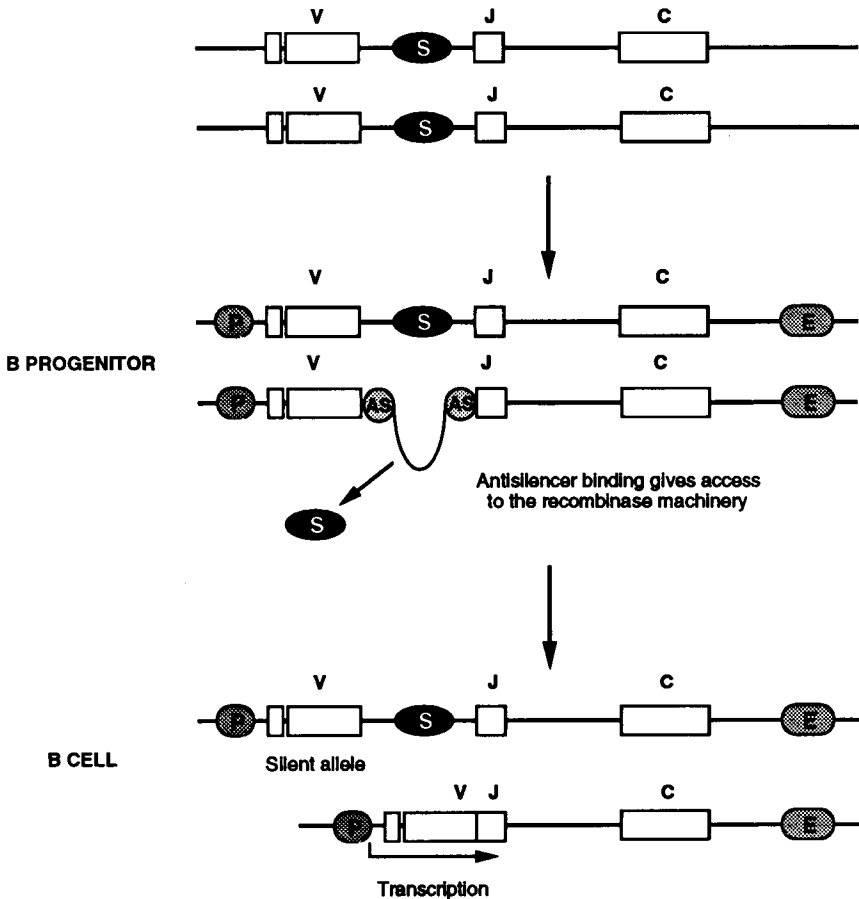 V J C
S
V J C
S
V J C
P S E
B PROGENITOR
V J C
P AS AS E
Antisilencer binding gives access
to the recombinase machinery
S
V J C
P S E
B CELL
Silent allele
V J C
P E
Transcription